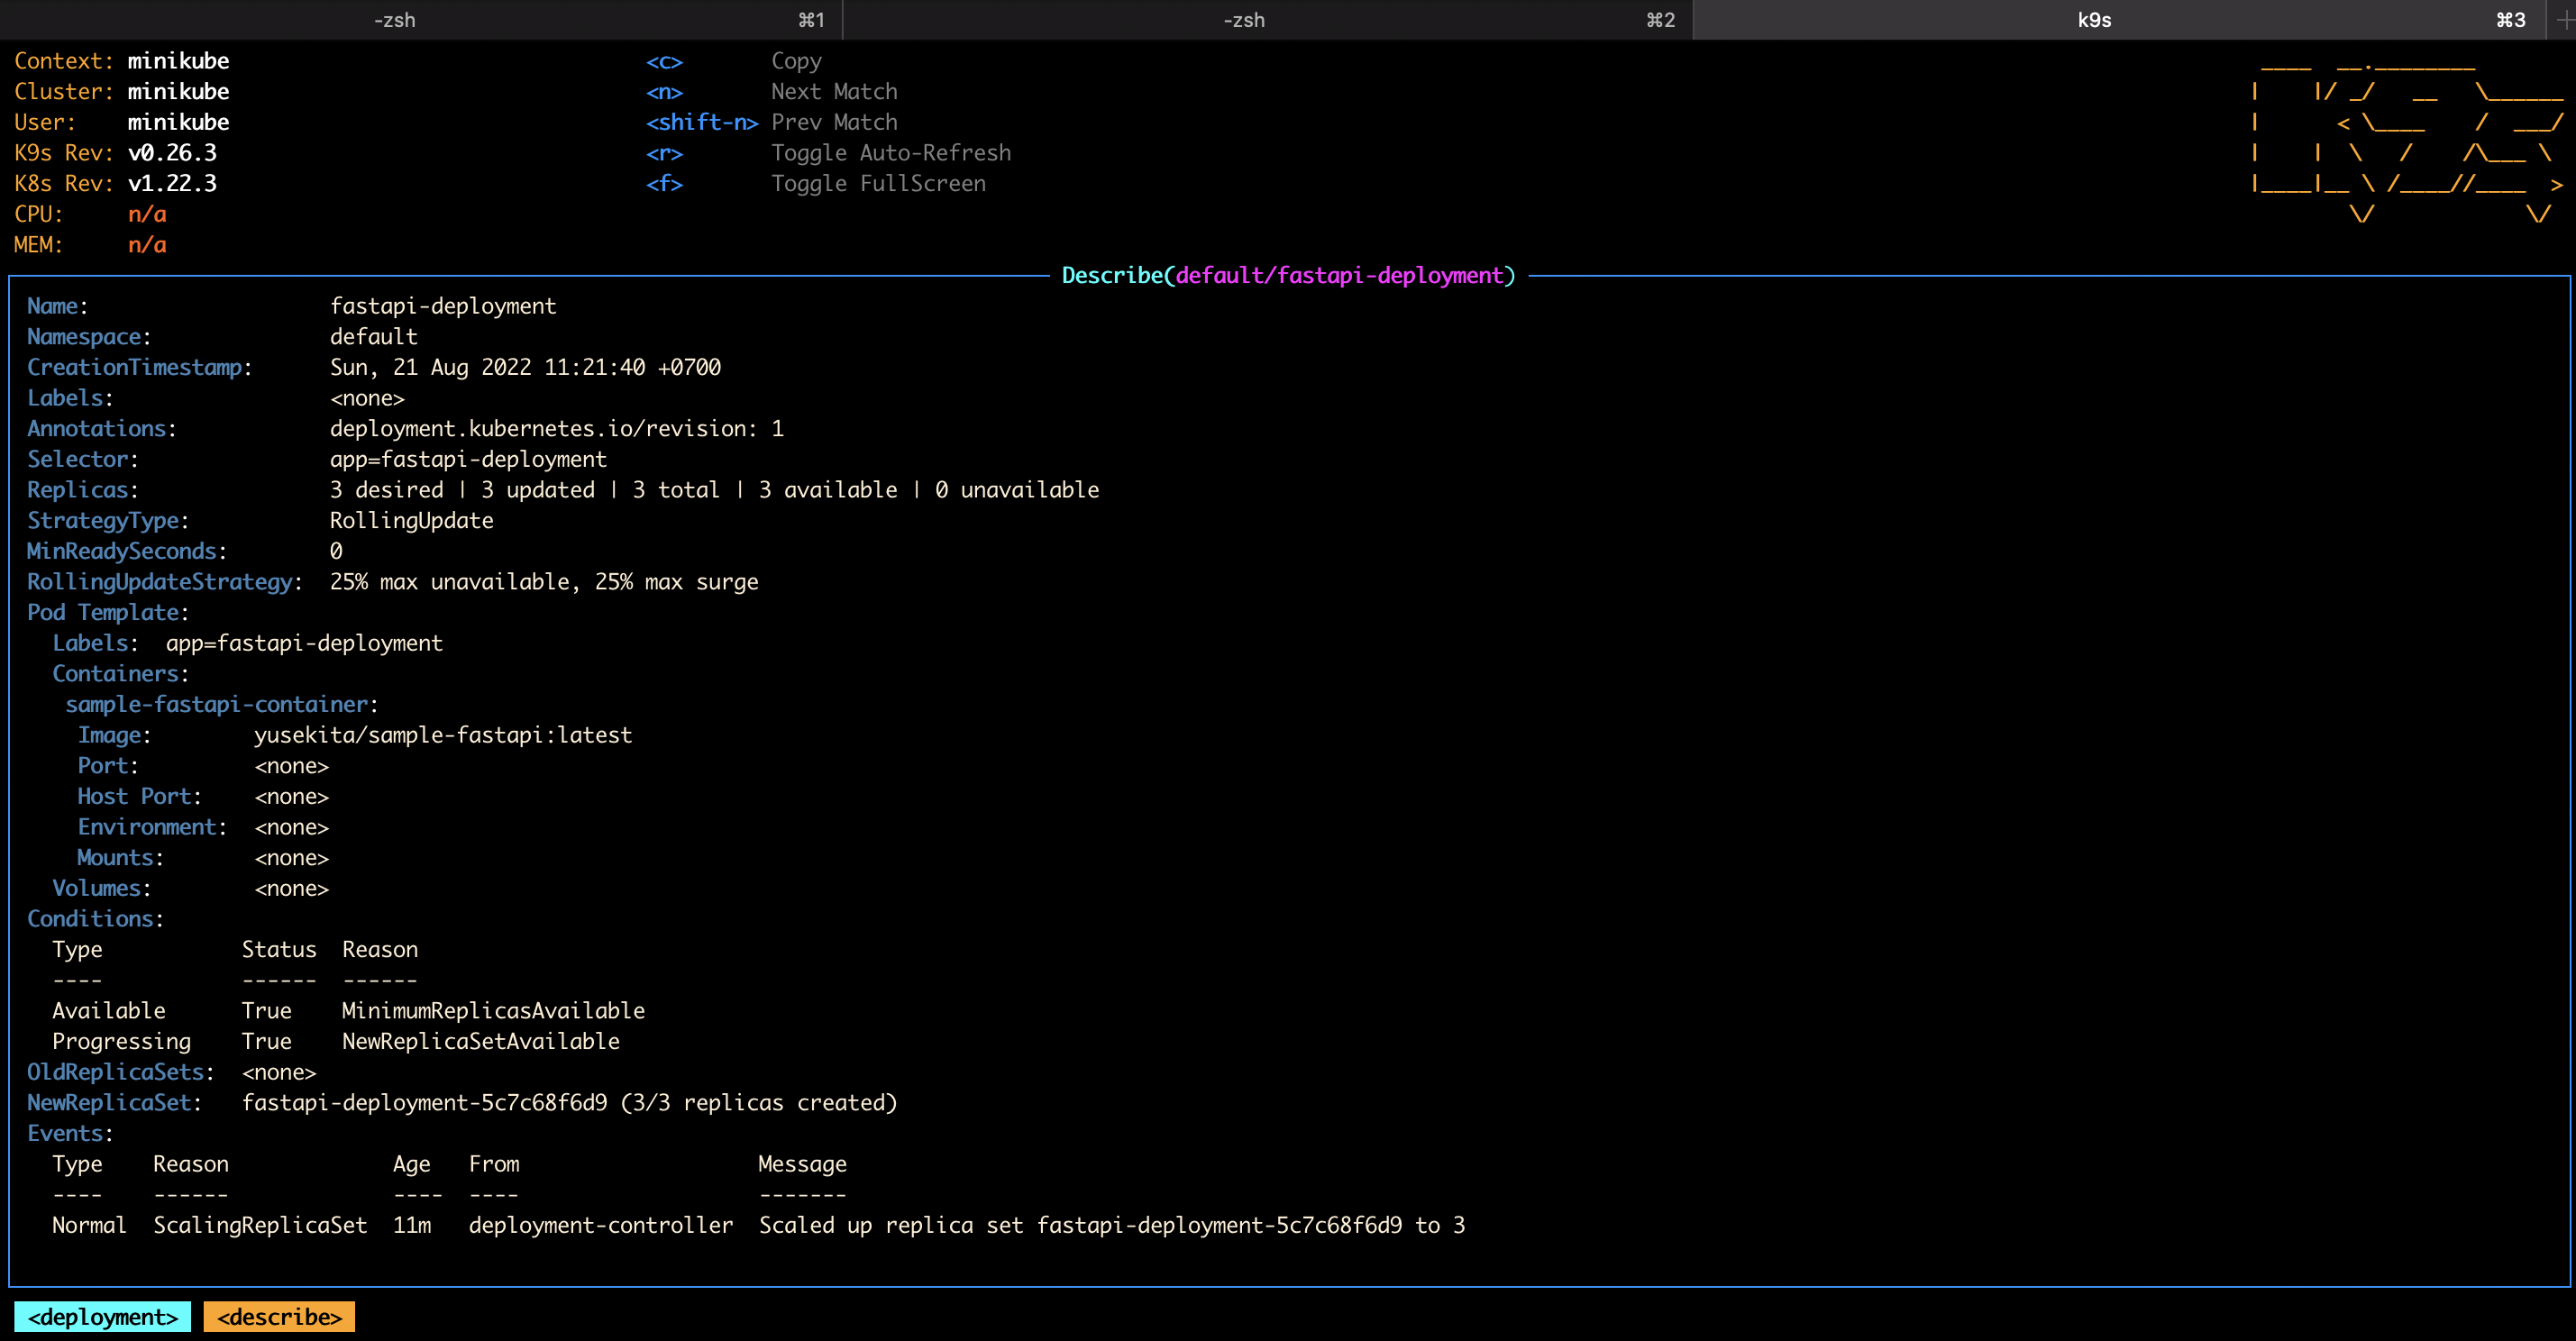 -zsh ⌘1 -zsh ⌘2 k9s ⌘3 +
Context: minikube <c> Copy
Cluster: minikube <n> Next Match
User: minikube <shift-n> Prev Match
K9s Rev: v0.26.3 <r> Toggle Auto-Refresh
K8s Rev: v1.22.3 <f> Toggle FullScreen
CPU: n/a
MEM: n/a
Describe(default/fastapi-deployment)
Name: fastapi-deployment
Namespace: default
CreationTimestamp: Sun, 21 Aug 2022 11:21:40 +0700
Labels: <none>
Annotations: deployment.kubernetes.io/revision: 1
Selector: app=fastapi-deployment
Replicas: 3 desired | 3 updated | 3 total | 3 available | 0 unavailable
StrategyType: RollingUpdate
MinReadySeconds: 0
RollingUpdateStrategy: 25% max unavailable, 25% max surge
Pod Template:
Labels: app=fastapi-deployment
Containers:
sample-fastapi-container:
Image: yusekita/sample-fastapi:latest
Port: <none>
Host Port: <none>
Environment: <none>
Mounts: <none>
Volumes: <none>
Conditions:
Type Status Reason
---- ------ ------
Available True MinimumReplicasAvailable
Progressing True NewReplicaSetAvailable
OldReplicaSets: <none>
NewReplicaSet: fastapi-deployment-5c7c68f6d9 (3/3 replicas created)
Events:
Type Reason Age From Message
---- ------ ---- ---- -------
Normal ScalingReplicaSet 11m deployment-controller Scaled up replica set fastapi-deployment-5c7c68f6d9 to 3
<deployment> <describe>